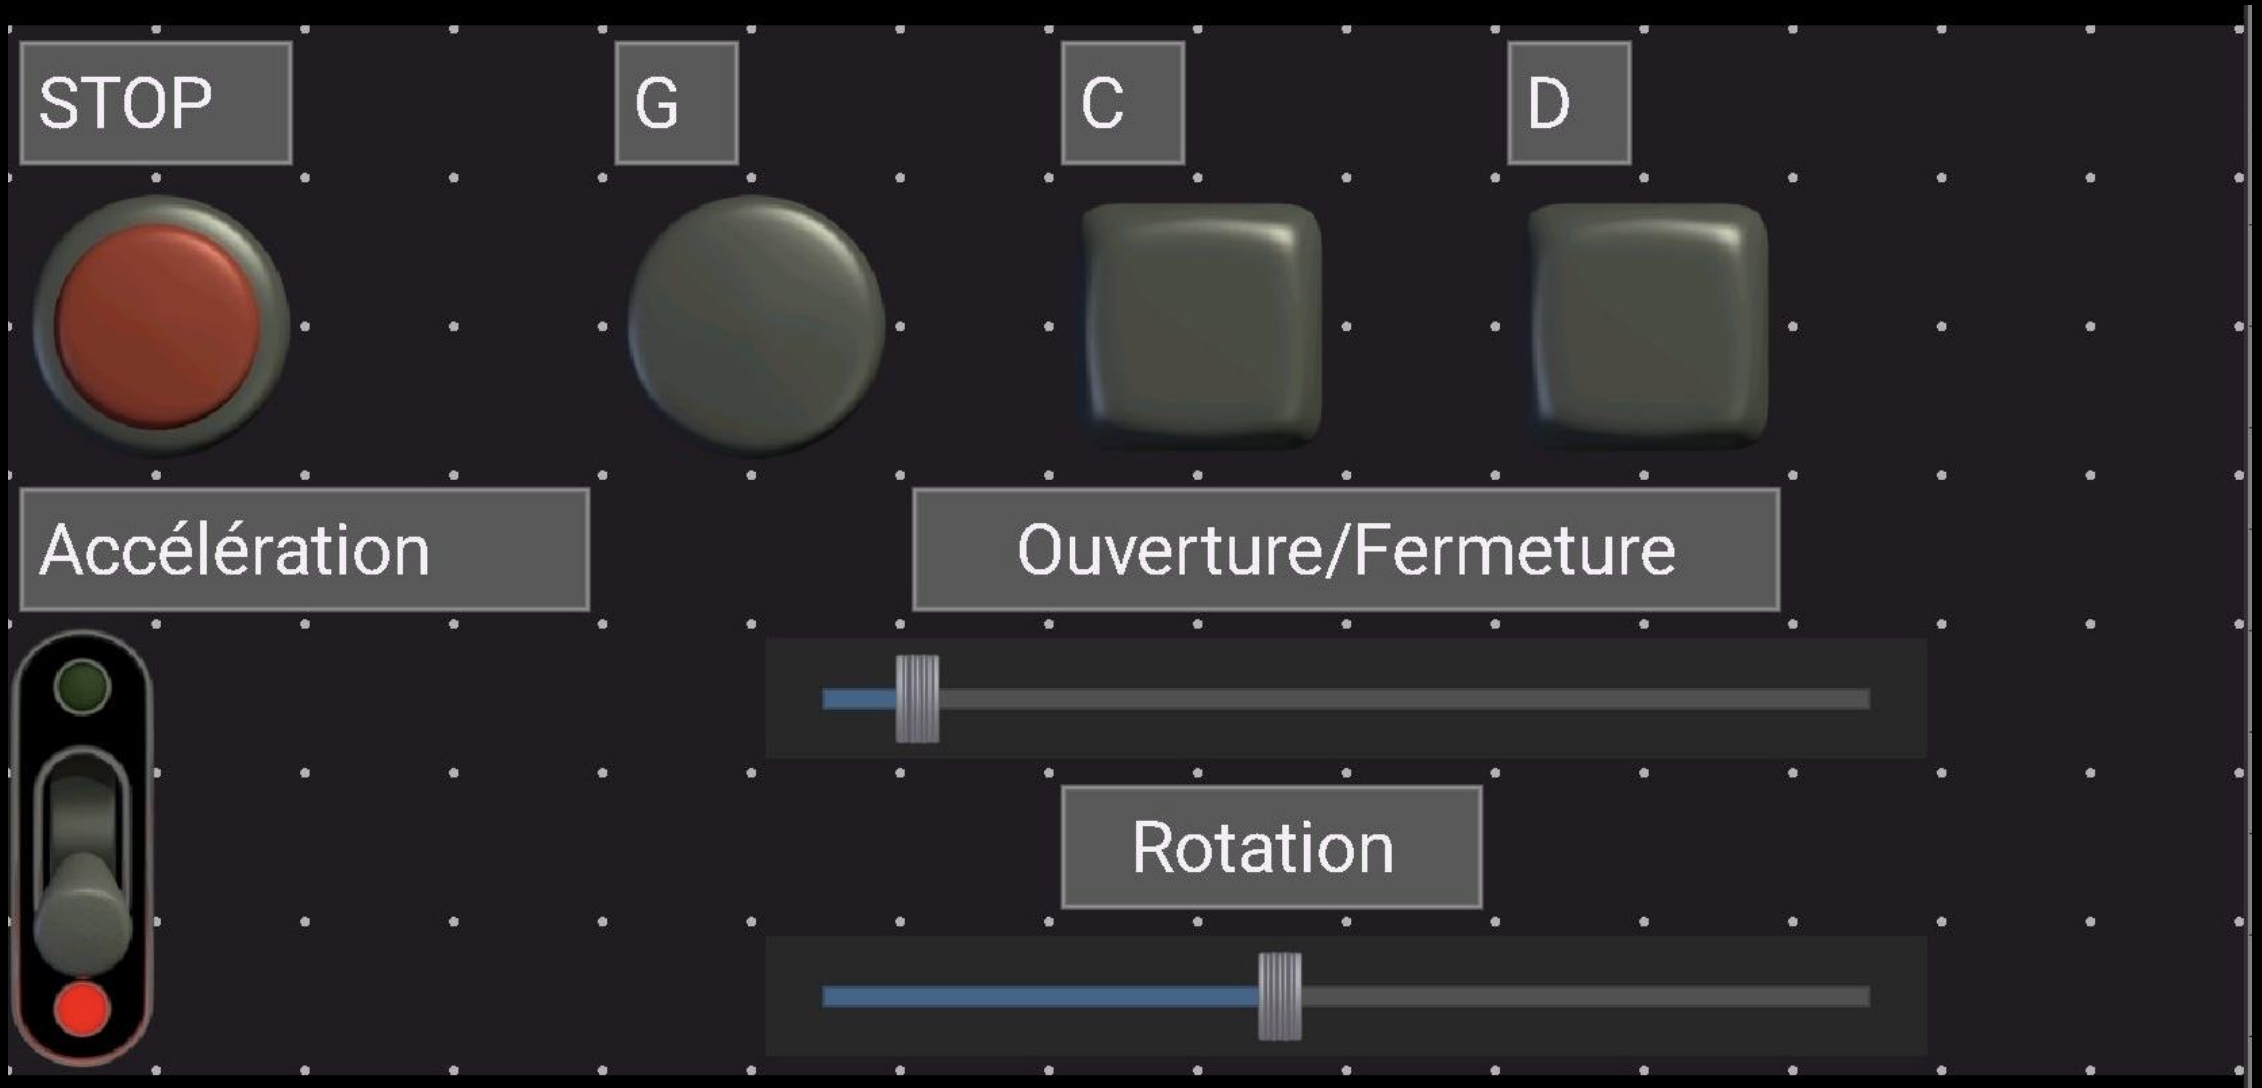 STOP
G
C
D
Accélération
Ouverture/Fermeture
Rotation